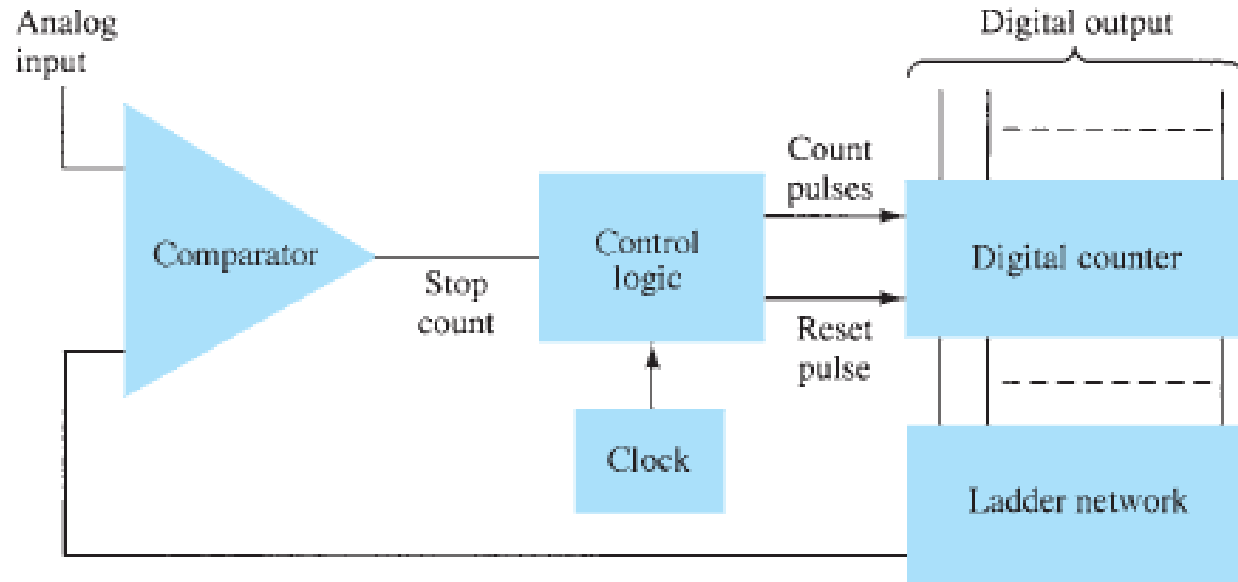 Analog
input
Digital output
Comparator
Stop
count
Control
logic
Count
pulses
Reset
pulse
Digital counter
Clock
Ladder network